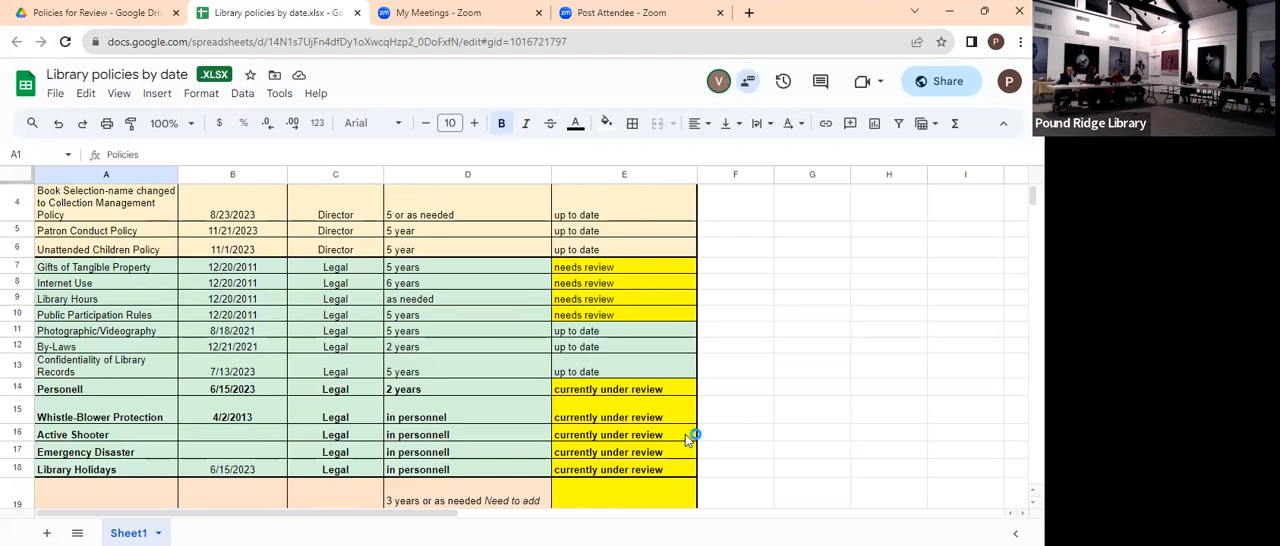 Policies for Review - Google Dri
Library policies by date.xlsx - Go
My Meetings - Zoom
Post Attendee - Zoom
docs.google.com/spreadsheets/d/14N1s7UjFn4dfDy1oXwcqHzp2_0DoFxfN/edit#gid=1016721797
P
Library policies by date .XLSX
File Edit View Insert Format Data Tools Help
V
Share
P
100% $ % .0 .00 123 Arial 10 B I A
A1 fx Policies
A B C D E F G H I
4 Book Selection-name changed to Collection Management Policy 8/23/2023 Director 5 or as needed up to date
5 Patron Conduct Policy 11/21/2023 Director 5 year up to date
6 Unattended Children Policy 11/1/2023 Director 5 year up to date
7 Gifts of Tangible Property 12/20/2011 Legal 5 years needs review
8 Internet Use 12/20/2011 Legal 6 years needs review
9 Library Hours 12/20/2011 Legal as needed needs review
10 Public Participation Rules 12/20/2011 Legal 5 years needs review
11 Photographic/Videography 8/18/2021 Legal 5 years up to date
12 By-Laws 12/21/2021 Legal 2 years up to date
13 Confidentiality of Library Records 7/13/2023 Legal 5 years up to date
14 Personell 6/15/2023 Legal 2 years currently under review
15 Whistle-Blower Protection 4/2/2013 Legal in personnel currently under review
16 Active Shooter Legal in personnell currently under review
17 Emergency Disaster Legal in personnell currently under review
18 Library Holidays 6/15/2023 Legal in personnell currently under review
19 3 years or as needed Need to add
Sheet1
Pound Ridge Library